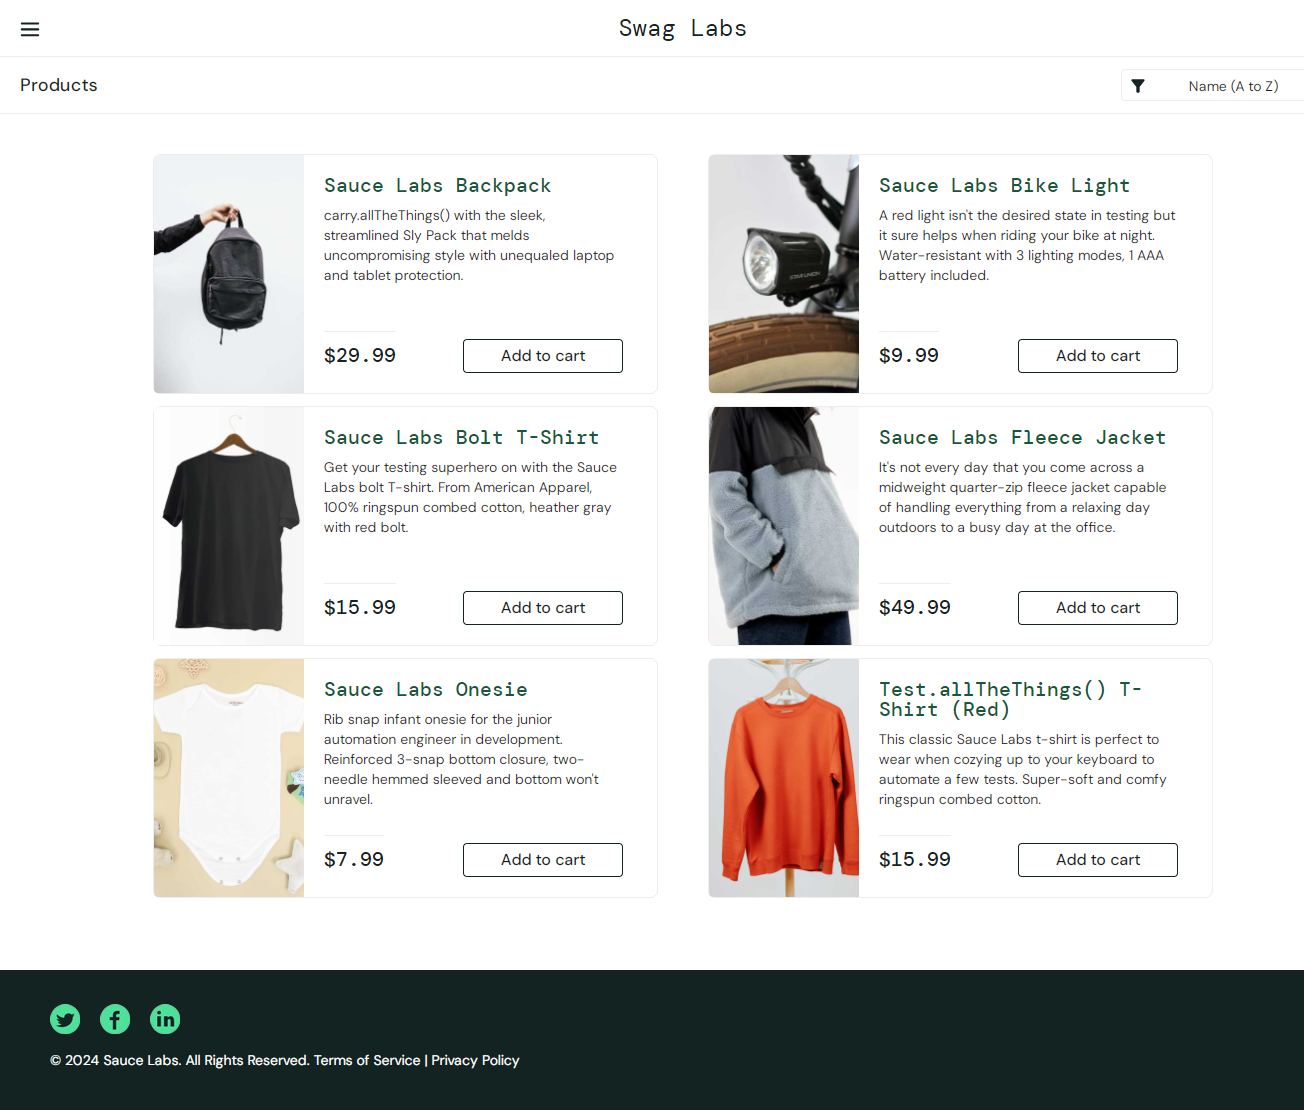 Swag Labs
Products
Name (A to Z)
Sauce Labs Backpack
carry.allTheThings() with the sleek,
streamlined Sly Pack that melds
uncompromising style with unequaled laptop
and tablet protection.
$29.99
Add to cart
Sauce Labs Bike Light
A red light isn't the desired state in testing but
it sure helps when riding your bike at night.
Water-resistant with 3 lighting modes, 1 AAA
battery included.
$9.99
Add to cart
Sauce Labs Bolt T-Shirt
Get your testing superhero on with the Sauce
Labs bolt T-shirt. From American Apparel,
100% ringspun combed cotton, heather gray
with red bolt.
$15.99
Add to cart
Sauce Labs Fleece Jacket
It's not every day that you come across a
midweight quarter-zip fleece jacket capable
of handling everything from a relaxing day
outdoors to a busy day at the office.
$49.99
Add to cart
Sauce Labs Onesie
Rib snap infant onesie for the junior
automation engineer in development.
Reinforced 3-snap bottom closure, two-
needle hemmed sleeved and bottom won't
unravel.
$7.99
Add to cart
Test.allTheThings() T-
Shirt (Red)
This classic Sauce Labs t-shirt is perfect to
wear when cozying up to your keyboard to
automate a few tests. Super-soft and comfy
ringspun combed cotton.
$15.99
Add to cart
© 2024 Sauce Labs. All Rights Reserved. Terms of Service | Privacy Policy